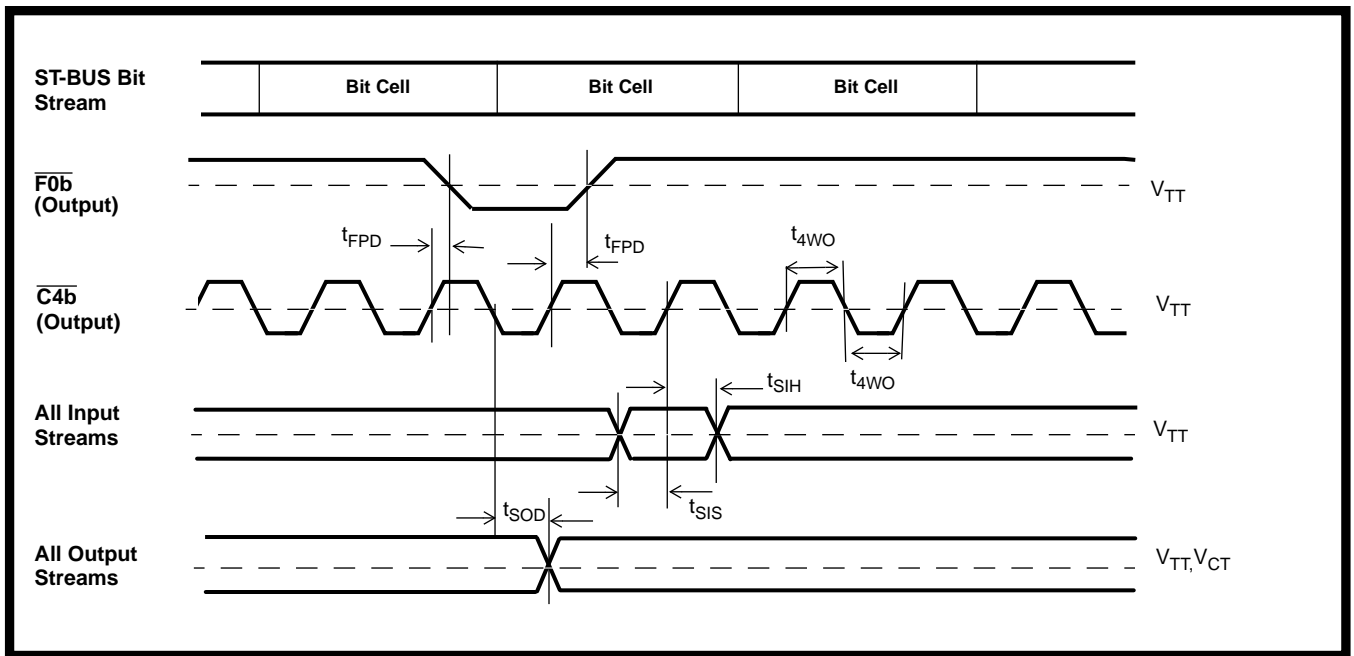 ST-BUS Bit
Stream
Bit Cell
Bit Cell
Bit Cell
F0b
(Output)
VTT
tFPD
tFPD
t4WO
C4b
(Output)
VTT
tSIH
t4WO
All Input
Streams
VTT
tSOD
tSIS
All Output
Streams
VTT,VCT